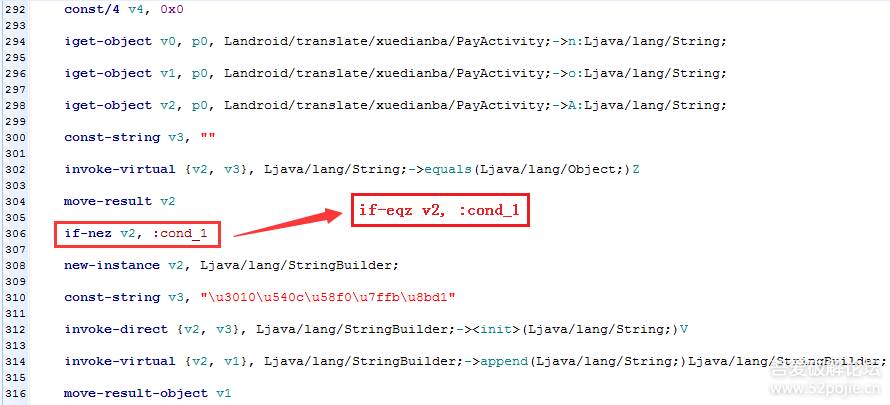 292 const/4 v4, 0x0
293
294 iget-object v0, p0, Landroid/translate/xuedianba/PayActivity;->n:Ljava/lang/String;
295
296 iget-object v1, p0, Landroid/translate/xuedianba/PayActivity;->o:Ljava/lang/String;
297
298 iget-object v2, p0, Landroid/translate/xuedianba/PayActivity;->A:Ljava/lang/String;
299
300 const-string v3, ""
301
302 invoke-virtual {v2, v3}, Ljava/lang/String;->equals(Ljava/lang/Object;)Z
303
304 move-result v2
305
306 if-nez v2, :cond_1
if-eqz v2, :cond_1
307
308 new-instance v2, Ljava/lang/StringBuilder;
309
310 const-string v3, "\u3010\u540c\u58f0\u7ffb\u8bd1"
311
312 invoke-direct {v2, v3}, Ljava/lang/StringBuilder;-><init>(Ljava/lang/String;)V
313
314 invoke-virtual {v2, v1}, Ljava/lang/StringBuilder;->append(Ljava/lang/String;)Ljava/lang/StringBuilder;
315
316 move-result-object v1
吾爱破解论坛
www.52pojie.cn